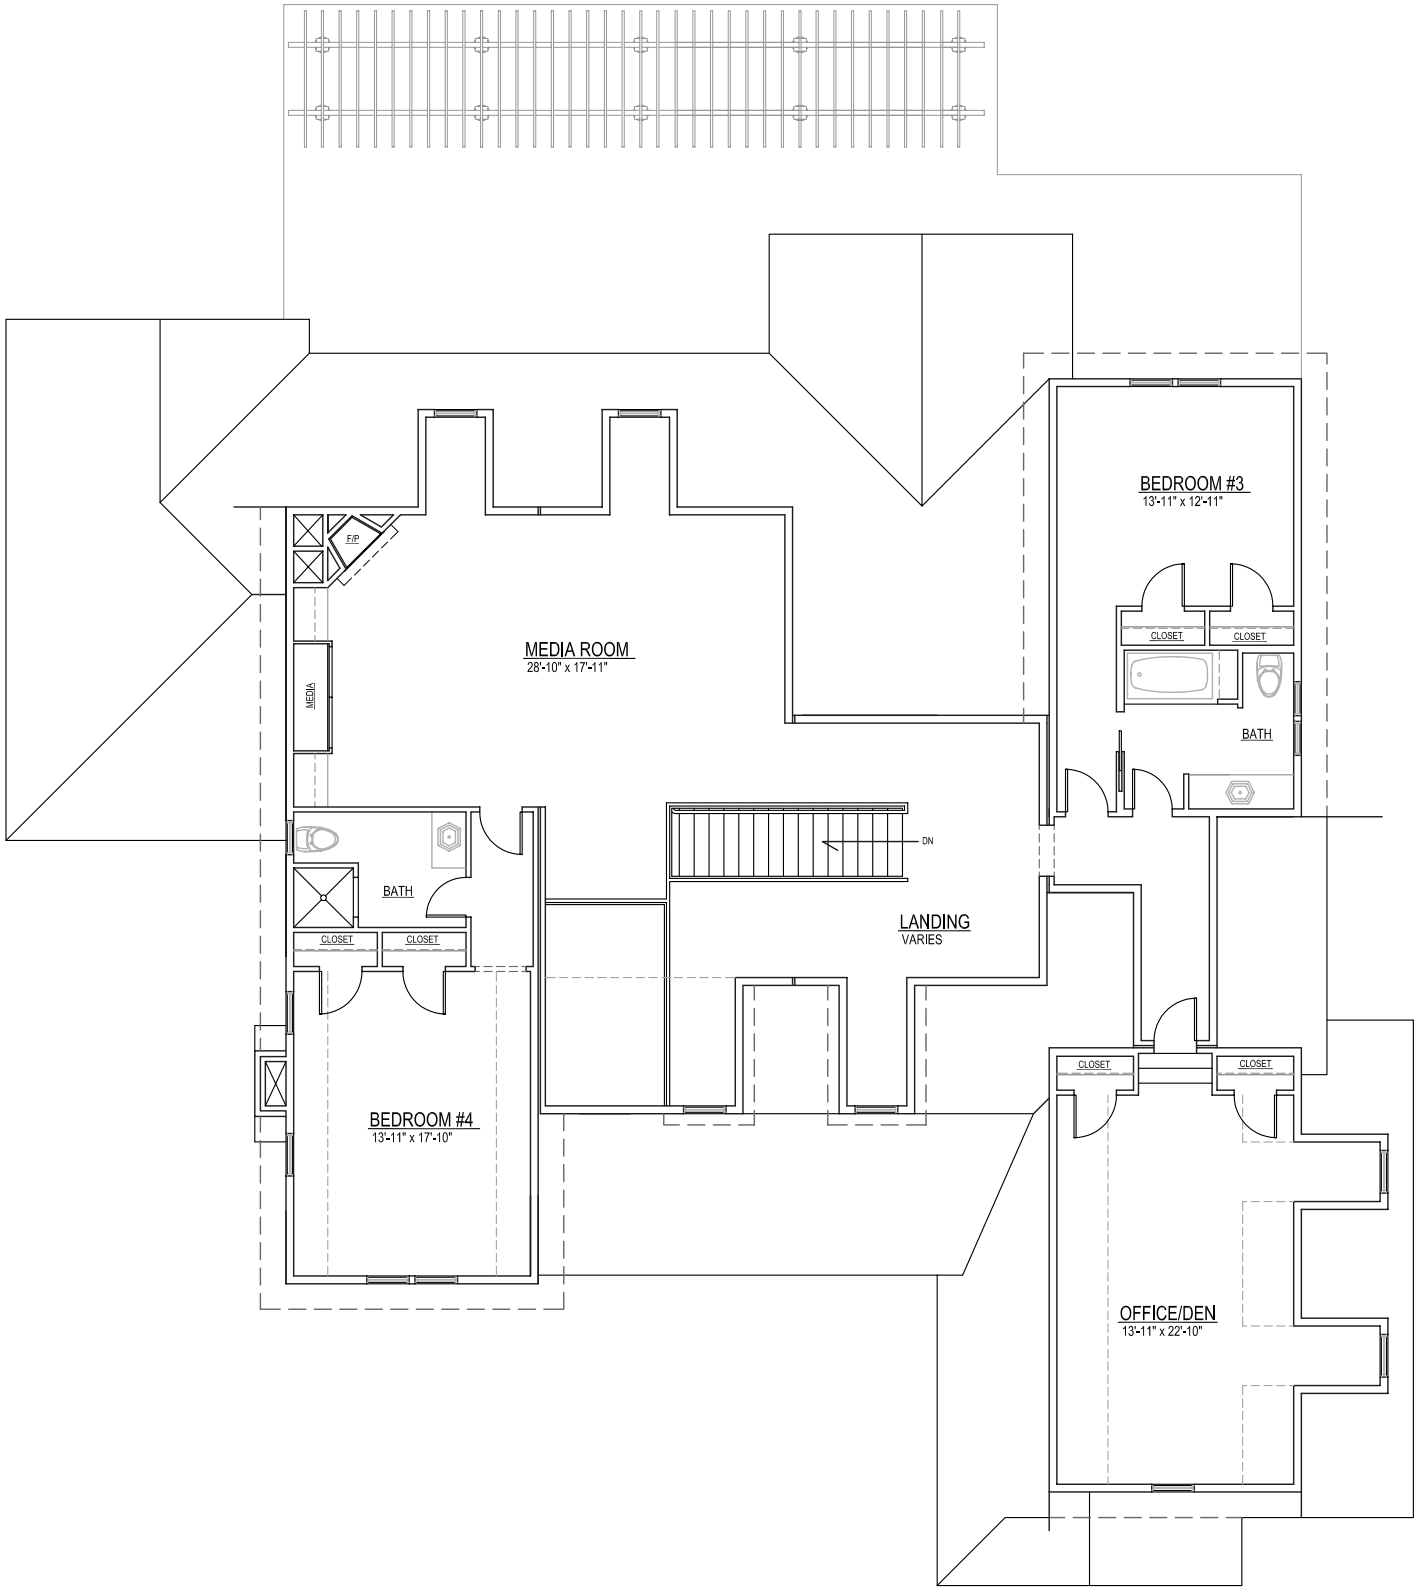 BEDROOM #3
13'-11" x 12'-11"
F/P
CLOSET
CLOSET
MEDIA ROOM
28'-10" x 17'-11"
MEDIA
BATH
DN
BATH
LANDING
VARIES
CLOSET
CLOSET
CLOSET
CLOSET
BEDROOM #4
13'-11" x 17'-10"
OFFICE/DEN
13'-11" x 22'-10"